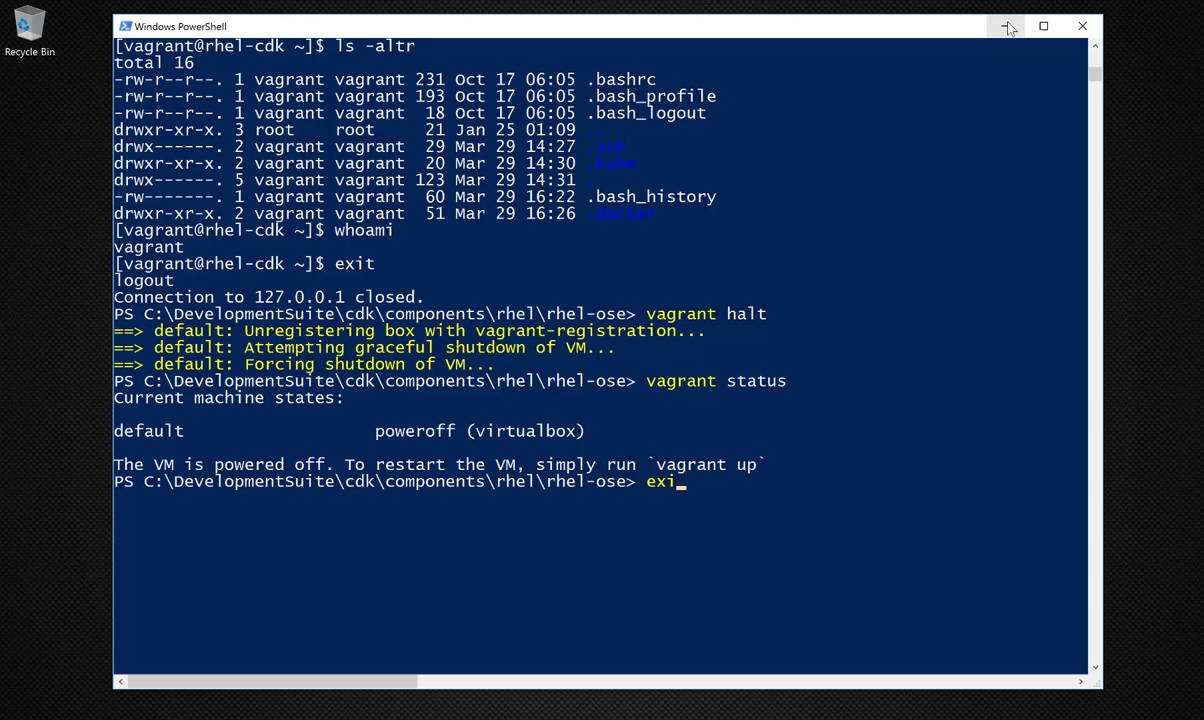 Recycle Bin
Windows PowerShell
[vagrant@rhel-cdk ~]$ ls -altr
total 16
-rw-r--r--. 1 vagrant vagrant 231 Oct 17 06:05 .bashrc
-rw-r--r--. 1 vagrant vagrant 193 Oct 17 06:05 .bash_profile
-rw-r--r--. 1 vagrant vagrant  18 Oct 17 06:05 .bash_logout
drwxr-xr-x. 3 root    root     21 Jan 25 01:09 ..
drwx------. 2 vagrant vagrant  29 Mar 29 14:27 .ssh
drwxr-xr-x. 2 vagrant vagrant  20 Mar 29 14:30 .kube
drwx------. 5 vagrant vagrant 123 Mar 29 14:31 .
-rw-------. 1 vagrant vagrant  60 Mar 29 16:22 .bash_history
drwxr-xr-x. 2 vagrant vagrant  51 Mar 29 16:26 .docker
[vagrant@rhel-cdk ~]$ whoami
vagrant
[vagrant@rhel-cdk ~]$ exit
logout
Connection to 127.0.0.1 closed.
PS C:\DevelopmentSuite\cdk\components\rhel\rhel-ose> vagrant halt
==> default: Unregistering box with vagrant-registration...
==> default: Attempting graceful shutdown of VM...
==> default: Forcing shutdown of VM...
PS C:\DevelopmentSuite\cdk\components\rhel\rhel-ose> vagrant status
Current machine states:
default                   poweroff (virtualbox)
The VM is powered off. To restart the VM, simply run `vagrant up`
PS C:\DevelopmentSuite\cdk\components\rhel\rhel-ose> exi